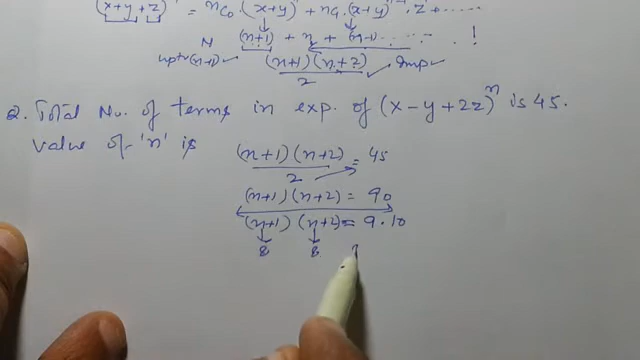 (x+y+z)ⁿ = nC₀ (x+y)ⁿ + nC₁ (x+y)ⁿ⁻¹ . z + ......
N (n+1) + n + ...... . !
upto (n+1) (n+1)(n+2)/2 Imp
2. Total No. of terms in exp. of (x-y+2z)ⁿ is 45.
value of 'n' is
(n+1)(n+2)/2 = 45
(n+1)(n+2) = 90
(n+1)(n+2) = 9.10
8 8